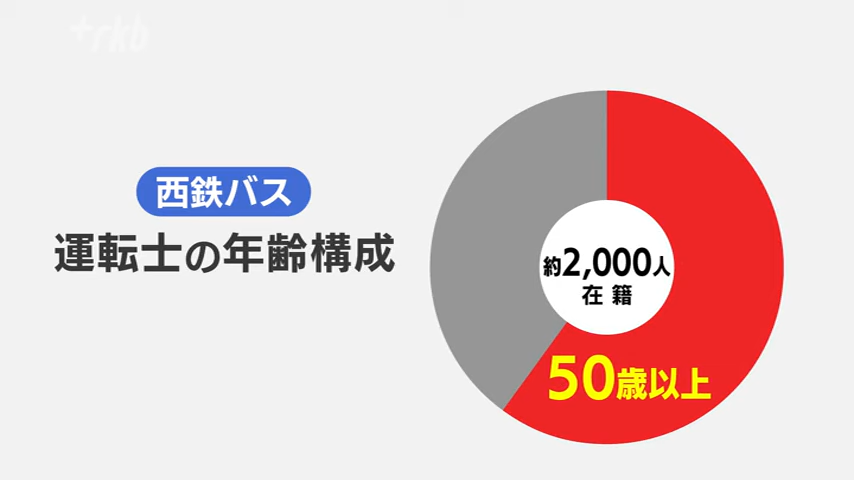 +rkb
西鉄バス
運転士の年齢構成
約2,000人
在籍
50歳以上